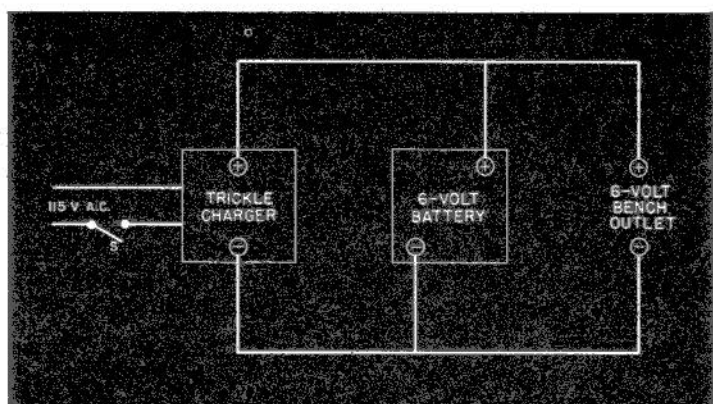 115 V. A.C.
S
+
TRICKLE
CHARGER
−
+
6-VOLT
BATTERY
−
+
6-VOLT
BENCH
OUTLET
−